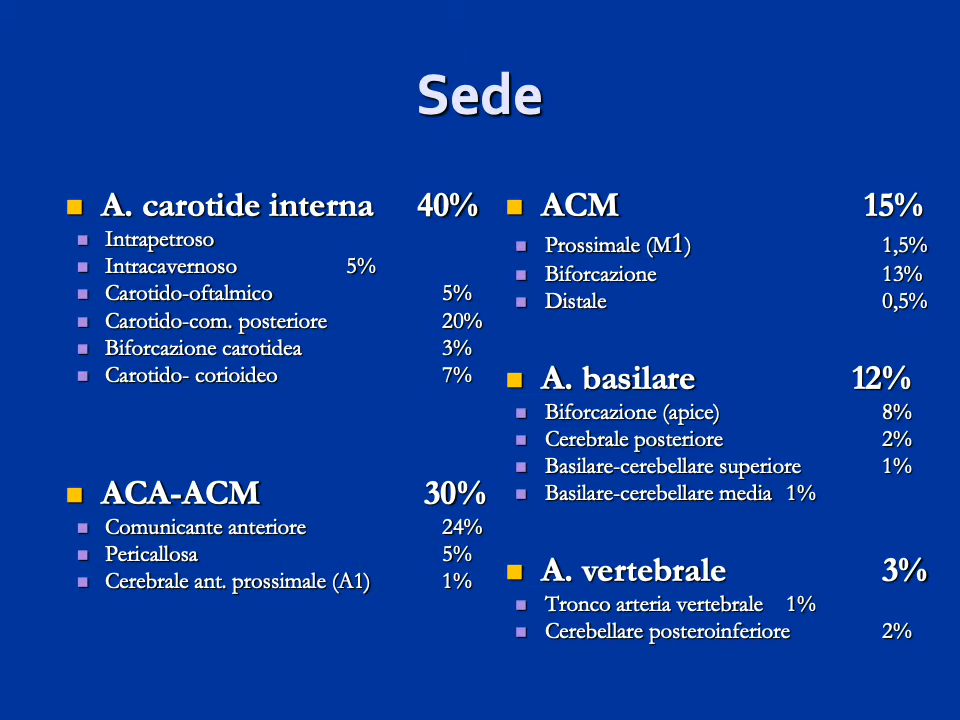 Sede
A. carotide interna 40%
Intrapetroso
Intracavernoso 5%
Carotido-oftalmico 5%
Carotido-com. posteriore 20%
Biforcazione carotidea 3%
Carotido- corioideo 7%
ACA-ACM 30%
Comunicante anteriore 24%
Pericallosa 5%
Cerebrale ant. prossimale (A1) 1%
ACM 15%
Prossimale (M1) 1,5%
Biforcazione 13%
Distale 0,5%
A. basilare 12%
Biforcazione (apice) 8%
Cerebrale posteriore 2%
Basilare-cerebellare superiore 1%
Basilare-cerebellare media 1%
A. vertebrale 3%
Tronco arteria vertebrale 1%
Cerebellare posteroinferiore 2%